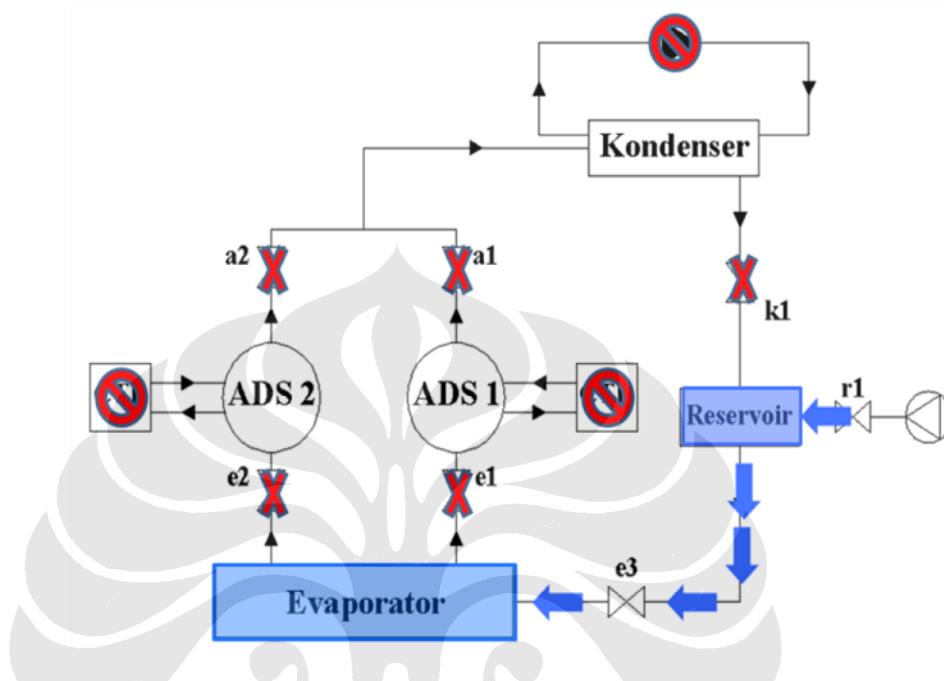 Kondenser
a2
a1
k1
ADS 2
ADS 1
r1
Reservoir
e2
e1
e3
Evaporator